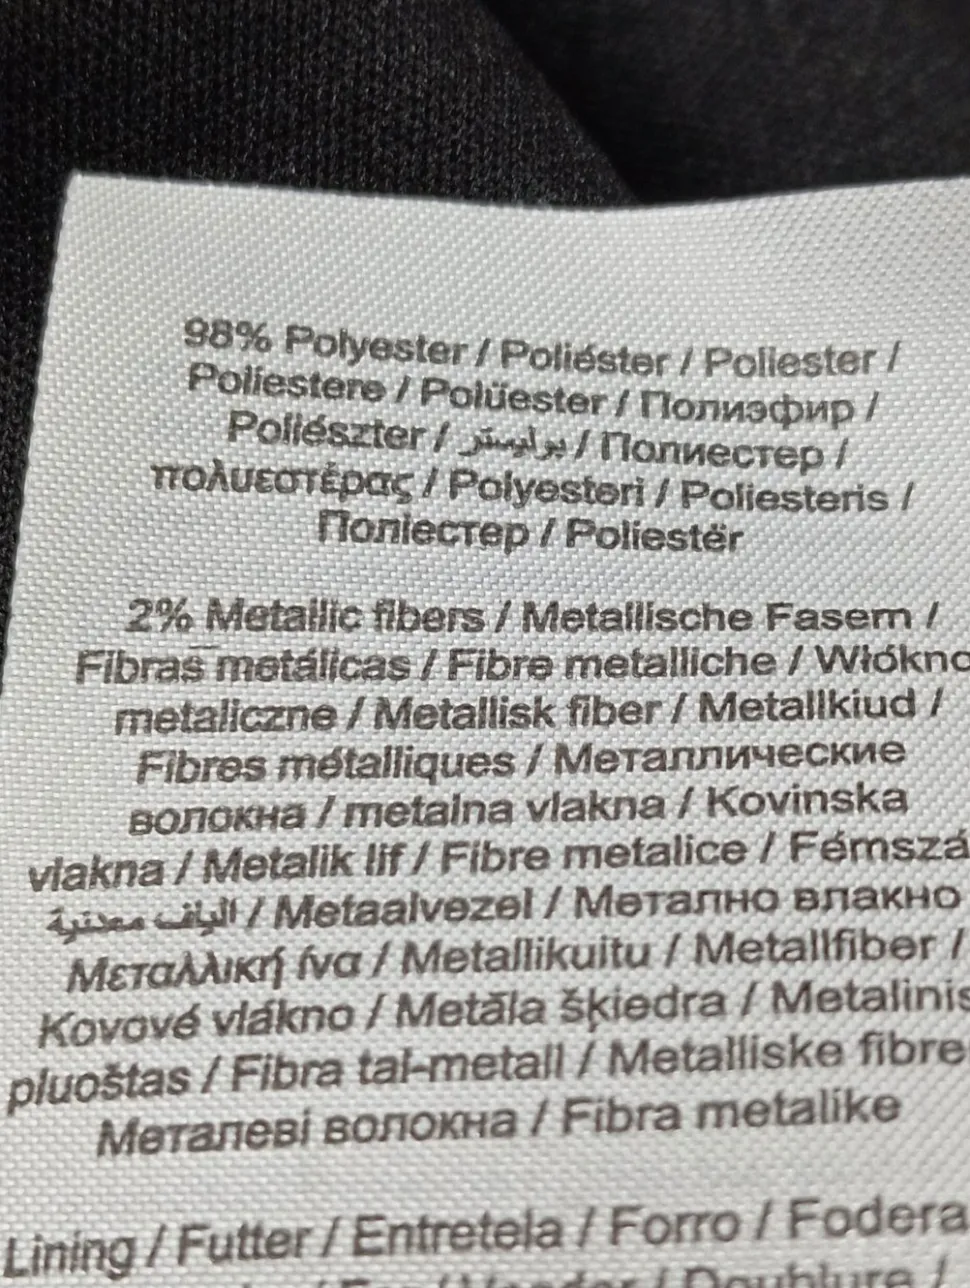 98% Polyester / Poliéster / Poliester /
Poliestere / Polüester / Полиэфир /
Poliészter / بوليستر / Полиестер /
πολυεστέρας / Polyesteri / Poliesteris /
Поліестер / Poliestër
2% Metallic fibers / Metallische Fasern /
Fibras metálicas / Fibre metalliche / Włókno
metaliczne / Metallisk fiber / Metallkiud /
Fibres métalliques / Металлические
волокна / metalna vlakna / Kovinska
vlakna / Metalik lif / Fibre metalice / Fémszá
الياف معدنية / Metaalvezel / Метално влакно
Μεταλλική ίνα / Metallikuitu / Metallfiber /
Kovové vlákno / Metāla šķiedra / Metalinis
pluoštas / Fibra tal-metall / Metalliske fibre
Металеві волокна / Fibra metalike
Lining / Futter / Entretela / Forro / Fodera